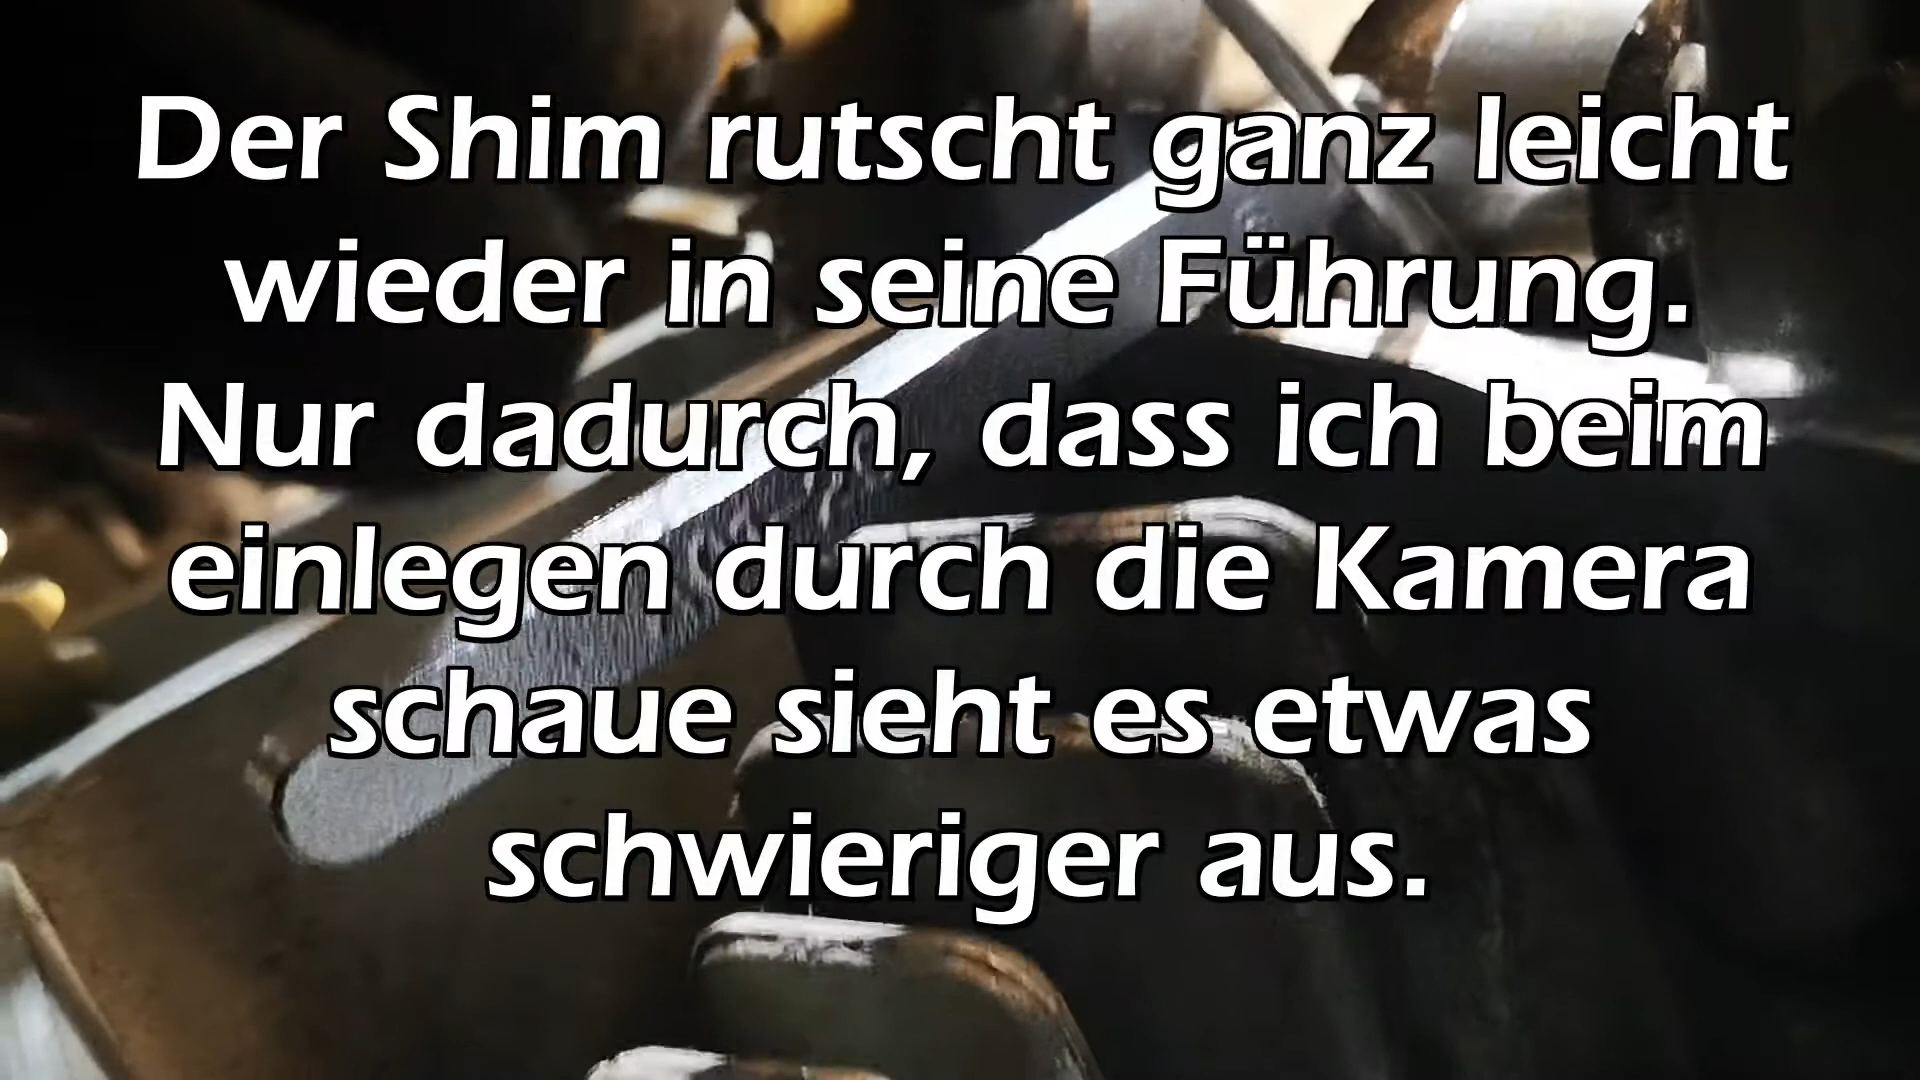 Der Shim rutscht ganz leicht
wieder in seine Führung.
Nur dadurch, dass ich beim
einlegen durch die Kamera
schaue sieht es etwas
schwieriger aus.